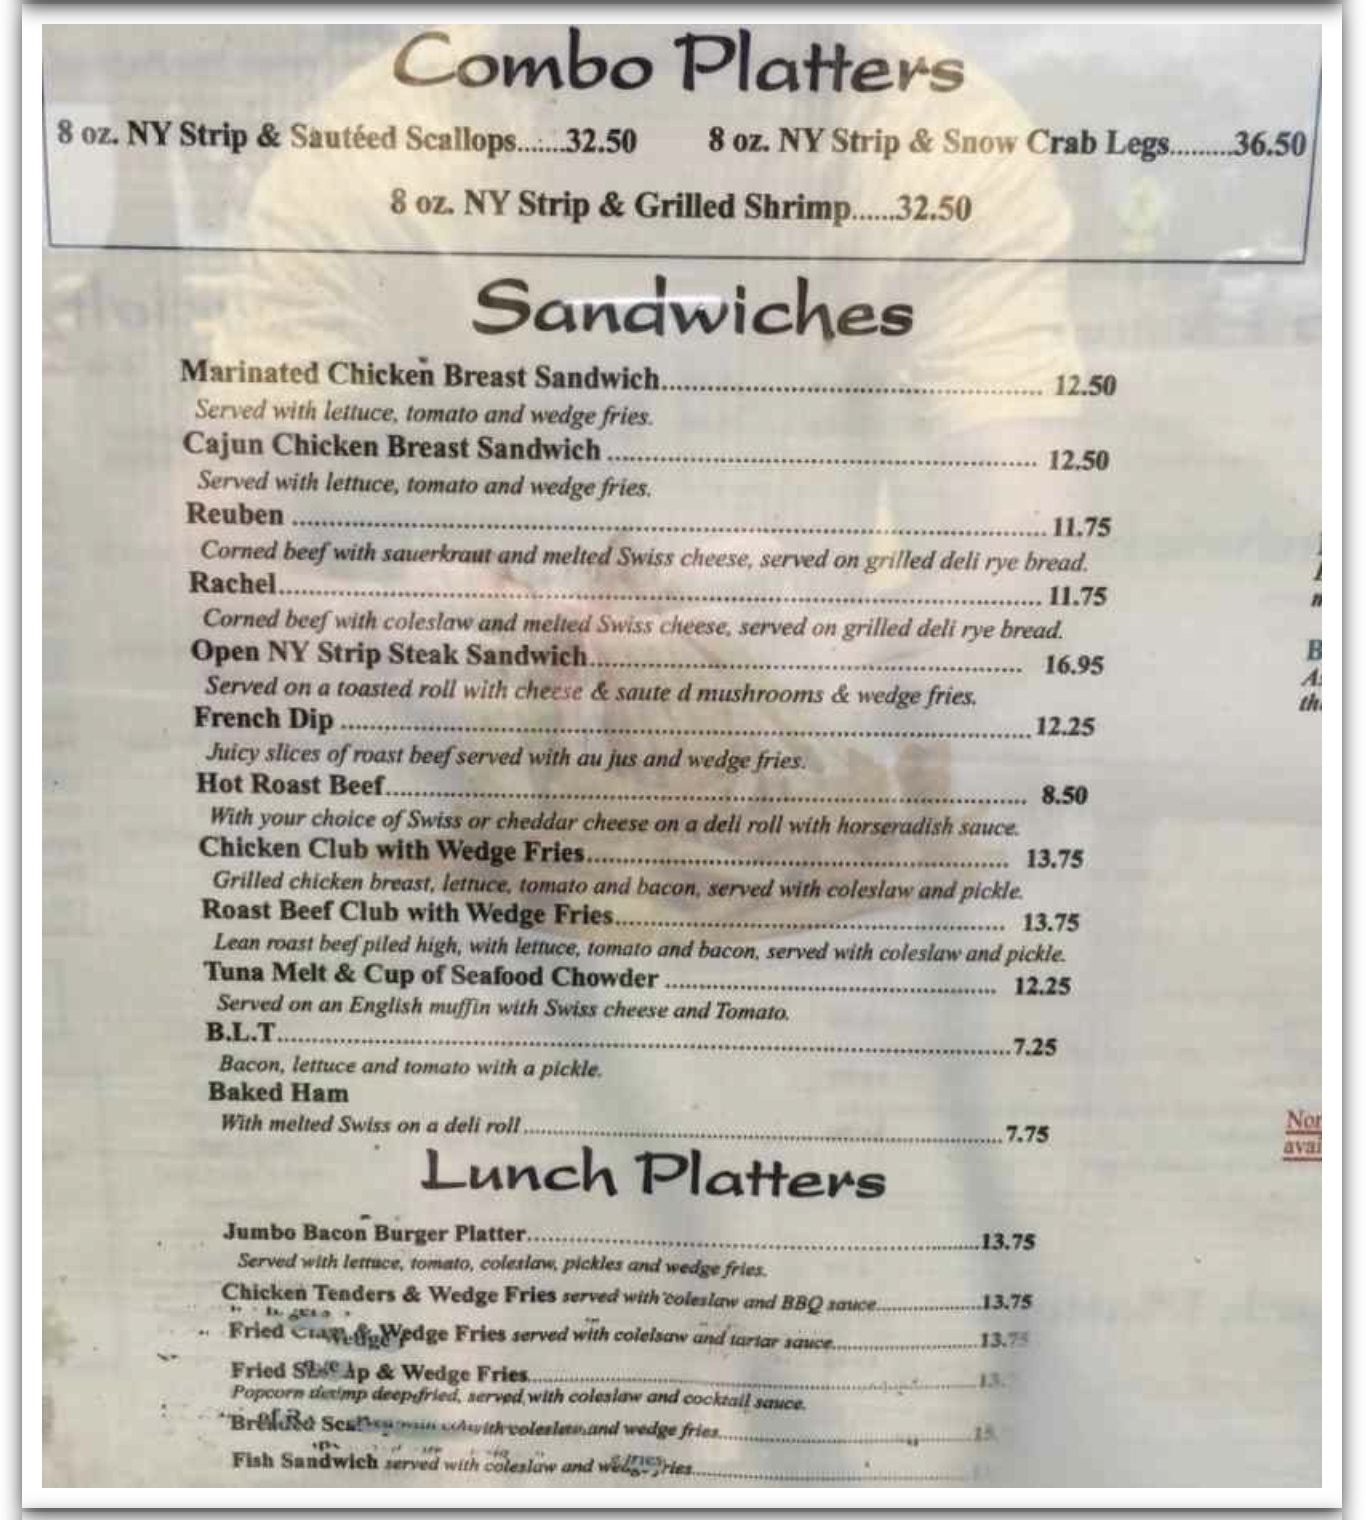 Combo Platters
8 oz. NY Strip & Sautéed Scallops.......32.50 8 oz. NY Strip & Snow Crab Legs.........36.50
8 oz. NY Strip & Grilled Shrimp......32.50
Sandwiches
Marinated Chicken Breast Sandwich.......... 12.50
Served with lettuce, tomato and wedge fries.
Cajun Chicken Breast Sandwich .......... 12.50
Served with lettuce, tomato and wedge fries.
Reuben .......... 11.75
Corned beef with sauerkraut and melted Swiss cheese, served on grilled deli rye bread.
Rachel.......... 11.75
Corned beef with coleslaw and melted Swiss cheese, served on grilled deli rye bread.
Open NY Strip Steak Sandwich.......... 16.95
Served on a toasted roll with cheese & saute d mushrooms & wedge fries.
French Dip .......... 12.25
Juicy slices of roast beef served with au jus and wedge fries.
Hot Roast Beef.......... 8.50
With your choice of Swiss or cheddar cheese on a deli roll with horseradish sauce.
Chicken Club with Wedge Fries.......... 13.75
Grilled chicken breast, lettuce, tomato and bacon, served with coleslaw and pickle.
Roast Beef Club with Wedge Fries.......... 13.75
Lean roast beef piled high, with lettuce, tomato and bacon, served with coleslaw and pickle.
Tuna Melt & Cup of Seafood Chowder .......... 12.25
Served on an English muffin with Swiss cheese and Tomato.
B.L.T.......... 7.25
Bacon, lettuce and tomato with a pickle.
Baked Ham
With melted Swiss on a deli roll .......... 7.75
Lunch Platters
Jumbo Bacon Burger Platter..........13.75
Served with lettuce, tomato, coleslaw, pickles and wedge fries.
Chicken Tenders & Wedge Fries served with coleslaw and BBQ sauce..........13.75
Fried & Wedge Fries served with colelsaw and tartar sauce..........13.75
Fried & Wedge Fries..........13.
Popcorn deep-fried, served with coleslaw and cocktail sauce.
with coleslaw and wedge fries..........
Fish Sandwich served with coleslaw and